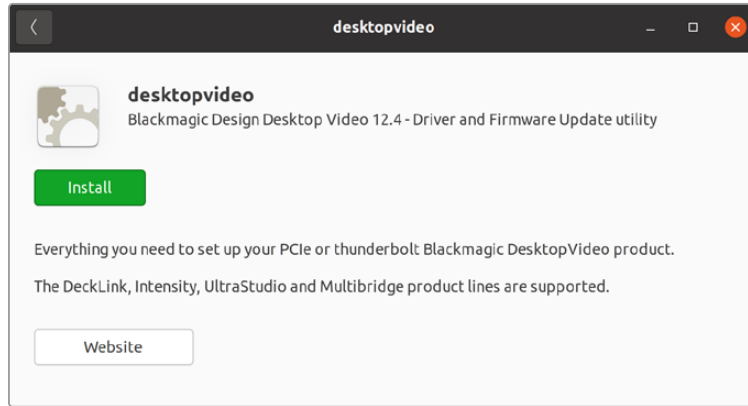 desktopvideo
desktopvideo
Blackmagic Design Desktop Video 12.4 - Driver and Firmware Update utility
Install
Everything you need to set up your PCIe or thunderbolt Blackmagic DesktopVideo product.
The DeckLink, Intensity, UltraStudio and Multibridge product lines are supported.
Website